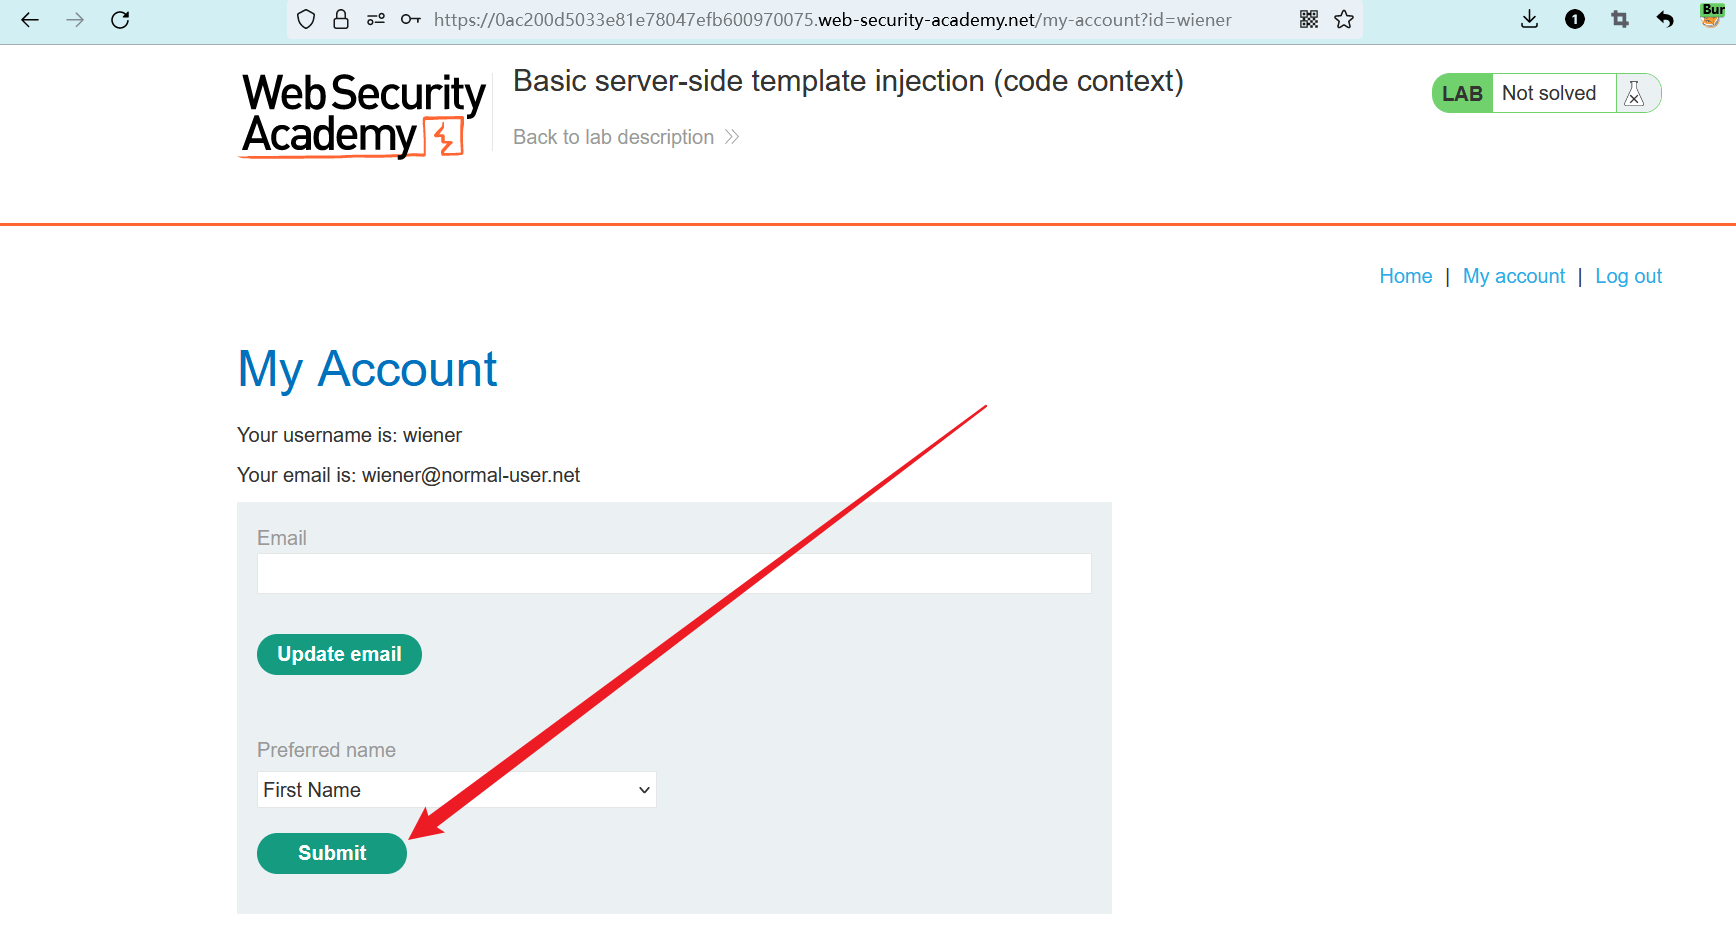 https://0ac200d5033e81e78047efb600970075.web-security-academy.net/my-account?id=wiener
1
Bur
Web Security
Academy
Basic server-side template injection (code context)
Back to lab description
LAB
Not solved
Home | My account | Log out
My Account
Your username is: wiener
Your email is: wiener@normal-user.net
Email
Update email
Preferred name
First Name
Submit